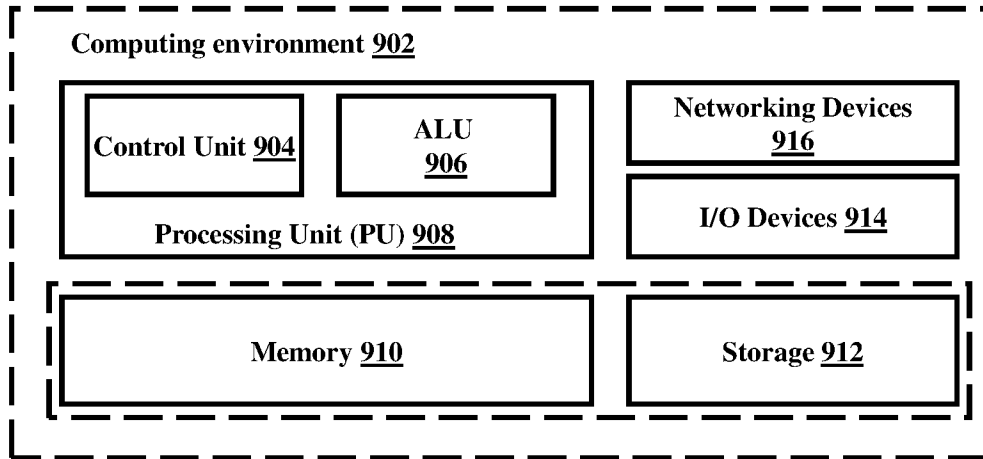 Computing environment 902
Control Unit 904
ALU
906
Processing Unit (PU) 908
Networking Devices
916
I/O Devices 914
Memory 910
Storage 912